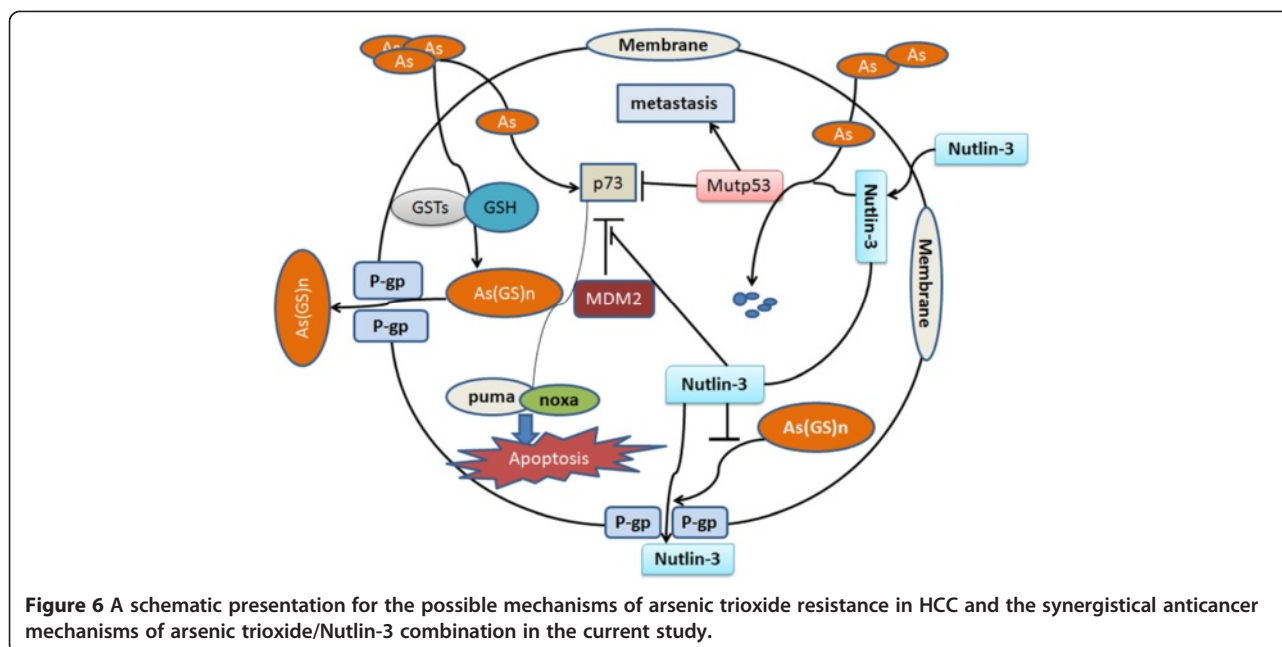 Membrane
As
As
As
As
As
metastasis
As
As
Nutlin-3
p73
Mutp53
Nutlin-3
GSTs
GSH
Membrane
P-gp
As(GS)n
As(GS)n
MDM2
P-gp
Nutlin-3
puma
noxa
As(GS)n
Apoptosis
P-gp
P-gp
Nutlin-3
Figure 6 A schematic presentation for the possible mechanisms of arsenic trioxide resistance in HCC and the synergistical anticancer
mechanisms of arsenic trioxide/Nutlin-3 combination in the current study.